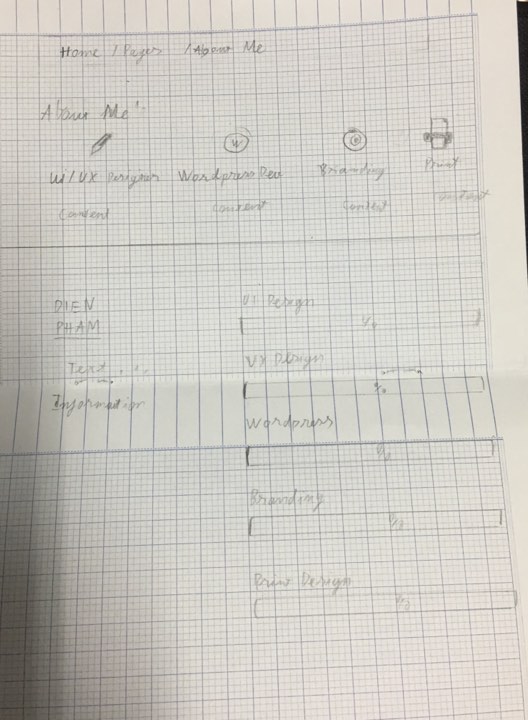 Home / Pages / About Me
About Me:
W
UI/UX Designer
Wordpress Dev
Branding
Print
Content
Content
Content
Content
DIEN
PHAM
Text...
Information
UI Design
%
UX Design
%
Wordpress
%
Branding
%
Print Design
%